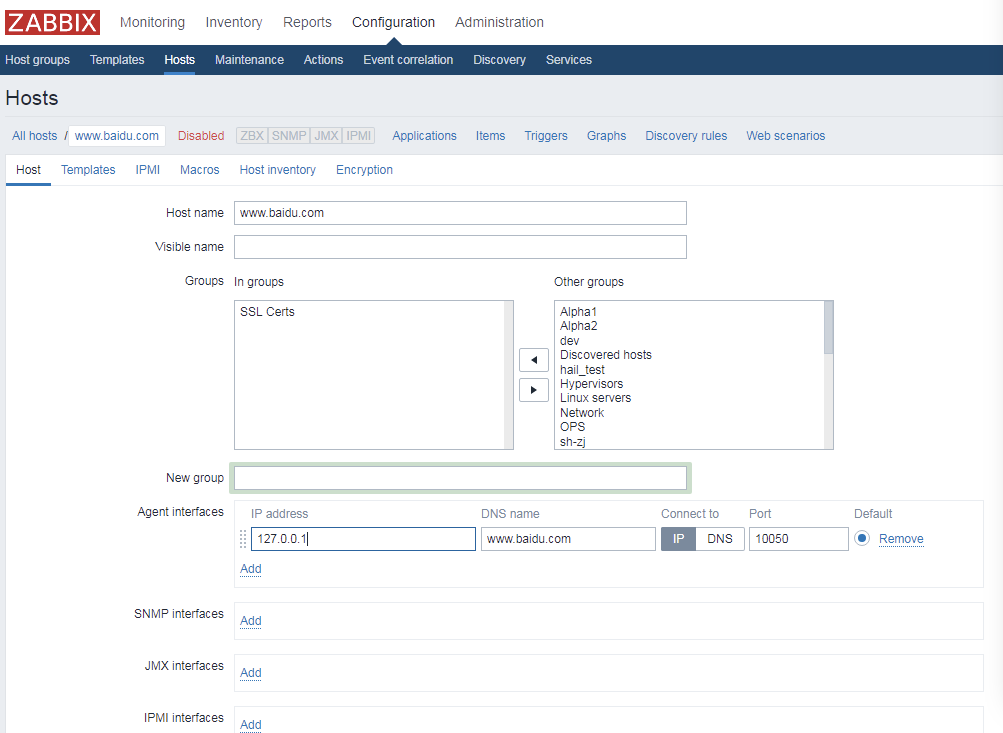 ZABBIX Monitoring Inventory Reports Configuration Administration
Host groups Templates Hosts Maintenance Actions Event correlation Discovery Services
Hosts
All hosts / www.baidu.com Disabled ZBX SNMP JMX IPMI Applications Items Triggers Graphs Discovery rules Web scenarios
Host Templates IPMI Macros Host inventory Encryption
Host name www.baidu.com
Visible name
Groups In groups Other groups
SSL Certs Alpha1
Alpha2
dev
Discovered hosts
hail_test
Hypervisors
Linux servers
Network
OPS
sh-zj
New group
Agent interfaces IP address DNS name Connect to Port Default
127.0.0.1 www.baidu.com IP DNS 10050 Remove
Add
SNMP interfaces Add
JMX interfaces Add
IPMI interfaces Add